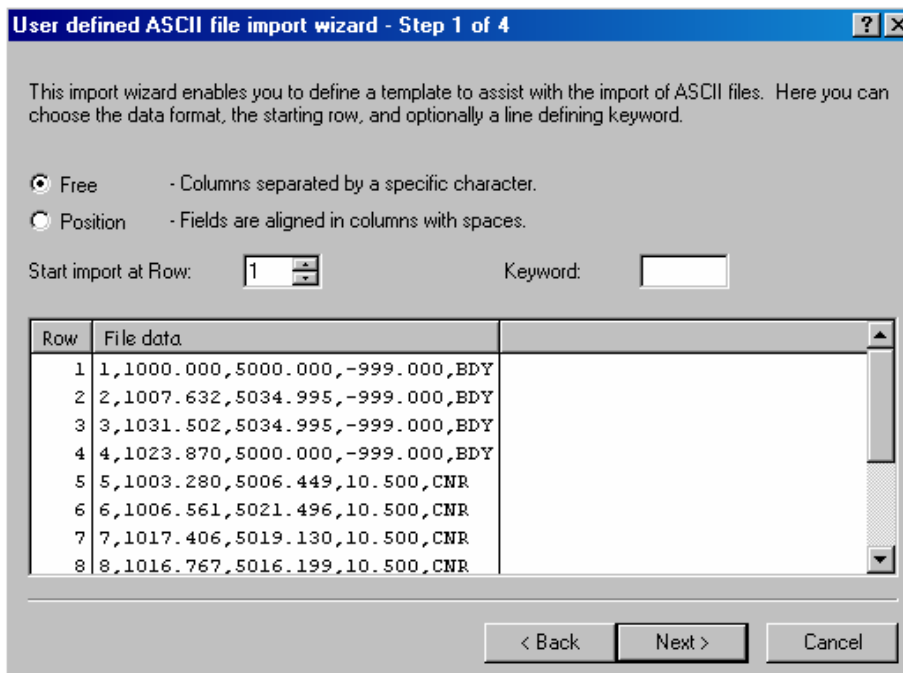 User defined ASCII file import wizard - Step 1 of 4
This import wizard enables you to define a template to assist with the import of ASCII files. Here you can
choose the data format, the starting row, and optionally a line defining keyword.
Free - Columns separated by a specific character.
Position - Fields are aligned in columns with spaces.
Start import at Row: 1 Keyword:
Row File data
1 1,1000.000,5000.000,-999.000,BDY
2 2,1007.632,5034.995,-999.000,BDY
3 3,1031.502,5034.995,-999.000,BDY
4 4,1023.870,5000.000,-999.000,BDY
5 5,1003.280,5006.449,10.500,CNR
6 6,1006.561,5021.496,10.500,CNR
7 7,1017.406,5019.130,10.500,CNR
8 8,1016.767,5016.199,10.500,CNR
< Back Next > Cancel